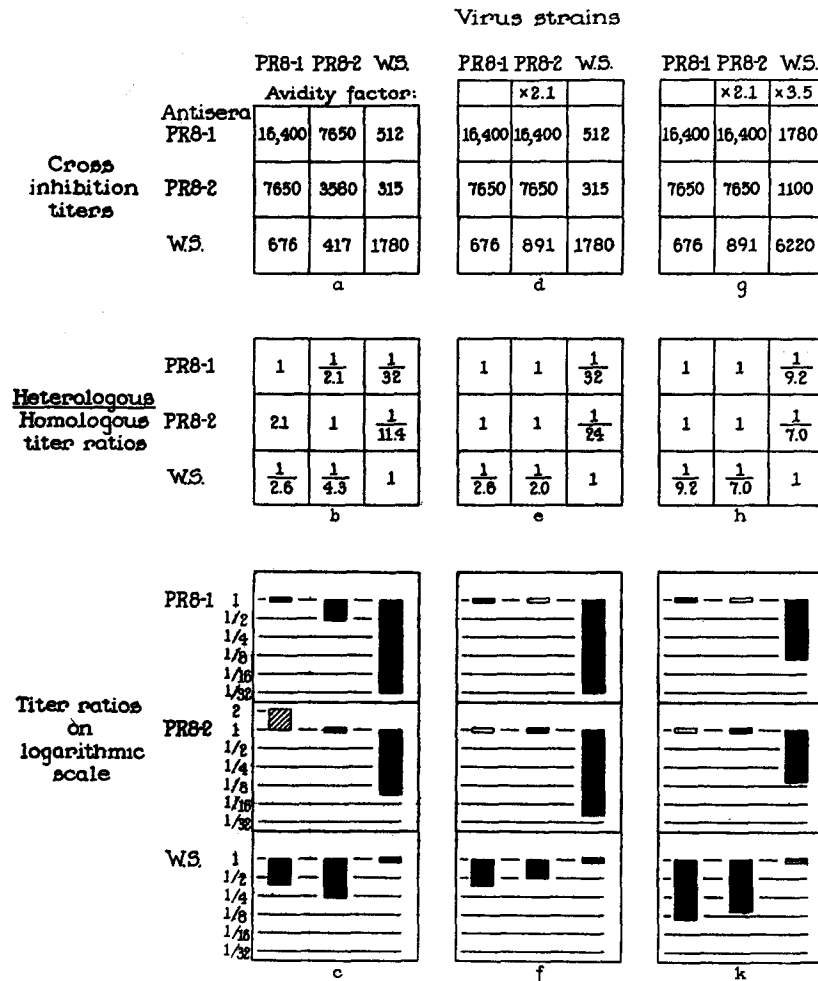 Virus strains
PR8-1 PR8-2 W.S. PR8-1 PR8-2 W.S. PR8-1 PR8-2 W.S.
Avidity factor: ×2.1 ×2.1 ×3.5
Antisera
PR8-1 16,400 7650 512 16,400 16,400 512 16,400 16,400 1780
Cross inhibition titers
PR8-2 7650 3580 315 7650 7650 315 7650 7650 1100
W.S. 676 417 1780 676 891 1780 676 891 6220
a d g
PR8-1 1 1/2.1 1/32 1 1 1/32 1 1 1/9.2
Heterologous
Homologous
titer ratios
PR8-2 2.1 1 1/11.4 1 1 1/24 1 1 1/7.0
W.S. 1/2.6 1/4.3 1 1/2.6 1/2.0 1 1/9.2 1/7.0 1
b e h
PR8-1 1
1/2
1/4
1/8
1/16
1/32
Titer ratios
on
logarithmic
scale
2
PR8-2 1
1/2
1/4
1/8
1/16
1/32
W.S. 1
1/2
1/4
1/8
1/16
1/32
c f k